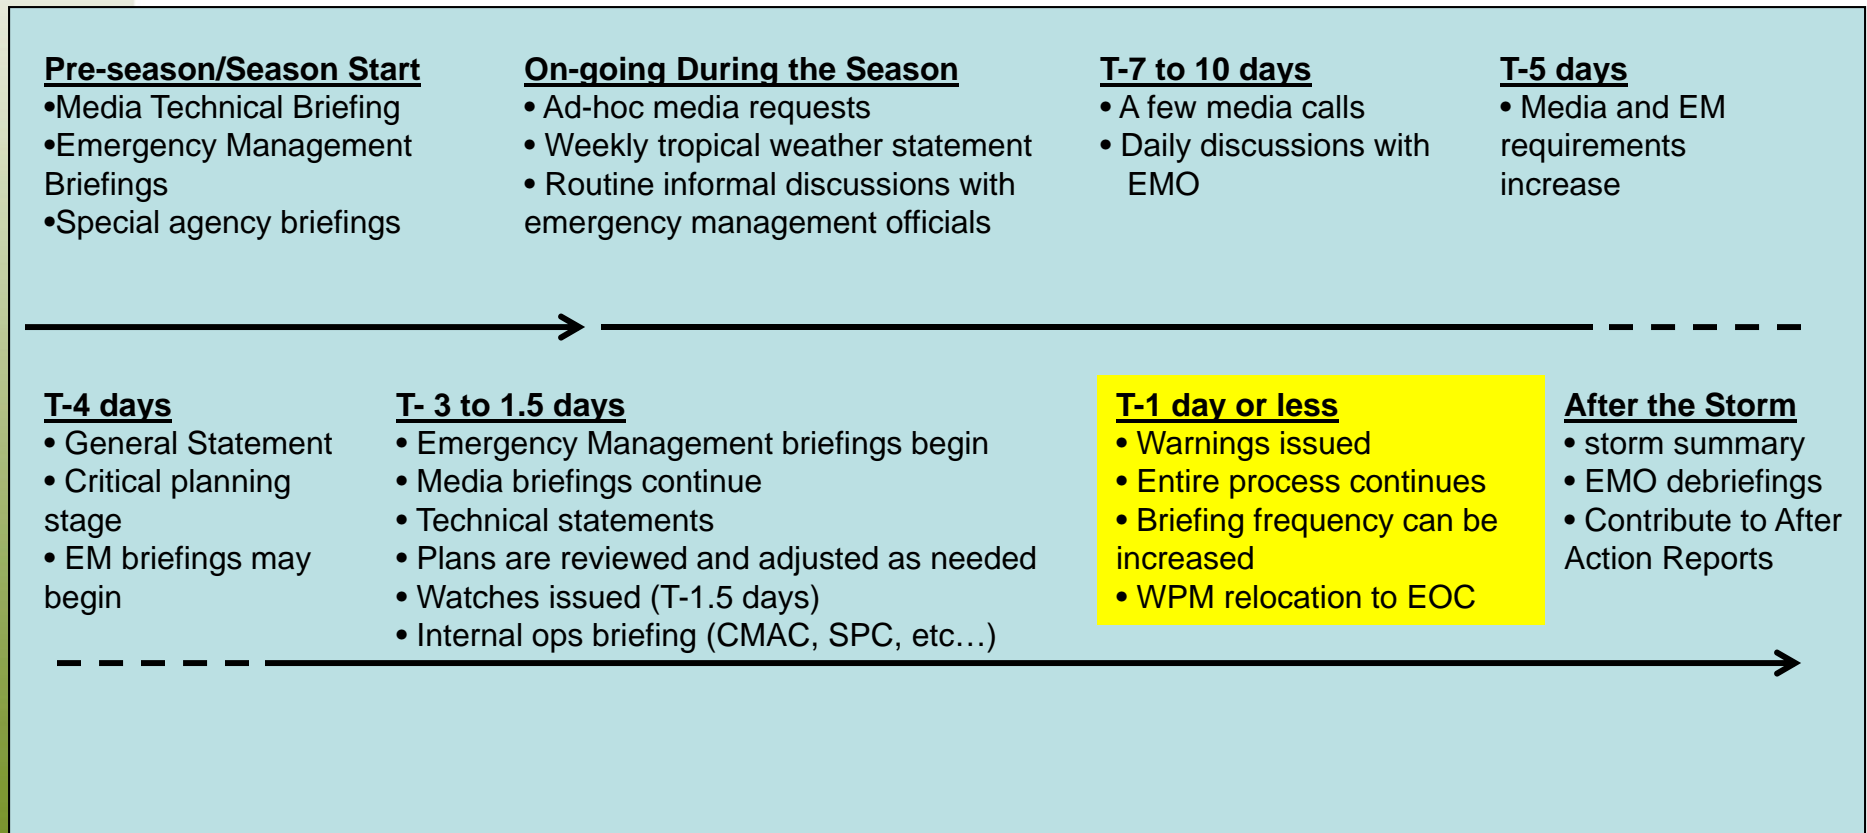 Pre-season/Season Start
•Media Technical Briefing
•Emergency Management
Briefings
•Special agency briefings
On-going During the Season
• Ad-hoc media requests
• Weekly tropical weather statement
• Routine informal discussions with
emergency management officials
T-7 to 10 days
• A few media calls
• Daily discussions with
EMO
T-5 days
• Media and EM
requirements
increase
T-4 days
• General Statement
• Critical planning
stage
• EM briefings may
begin
T- 3 to 1.5 days
• Emergency Management briefings begin
• Media briefings continue
• Technical statements
• Plans are reviewed and adjusted as needed
• Watches issued (T-1.5 days)
• Internal ops briefing (CMAC, SPC, etc…)
T-1 day or less
• Warnings issued
• Entire process continues
• Briefing frequency can be
increased
• WPM relocation to EOC
After the Storm
• storm summary
• EMO debriefings
• Contribute to After
Action Reports